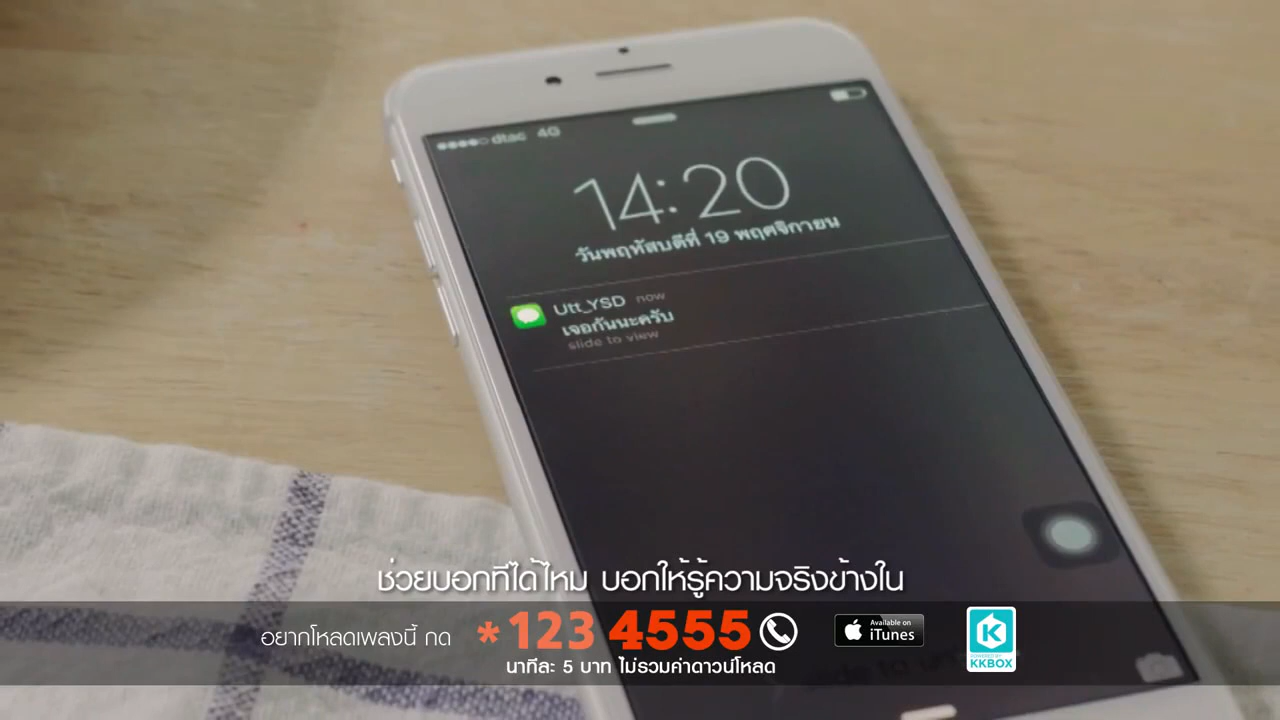 dtac 4G
14:20
วันพฤหัสบดีที่ 19 พฤศจิกายน
Utt_YSD now
เจอกันนะครับ
slide to view
ช่วยบอกทีได้ไหม บอกให้รู้ความจริงข้างใน
อยากโหลดเพลงนี้ กด *123 4555
Available on
iTunes
POWERED BY
KKBOX
นาทีละ 5 บาท ไม่รวมค่าดาวน์โหลด